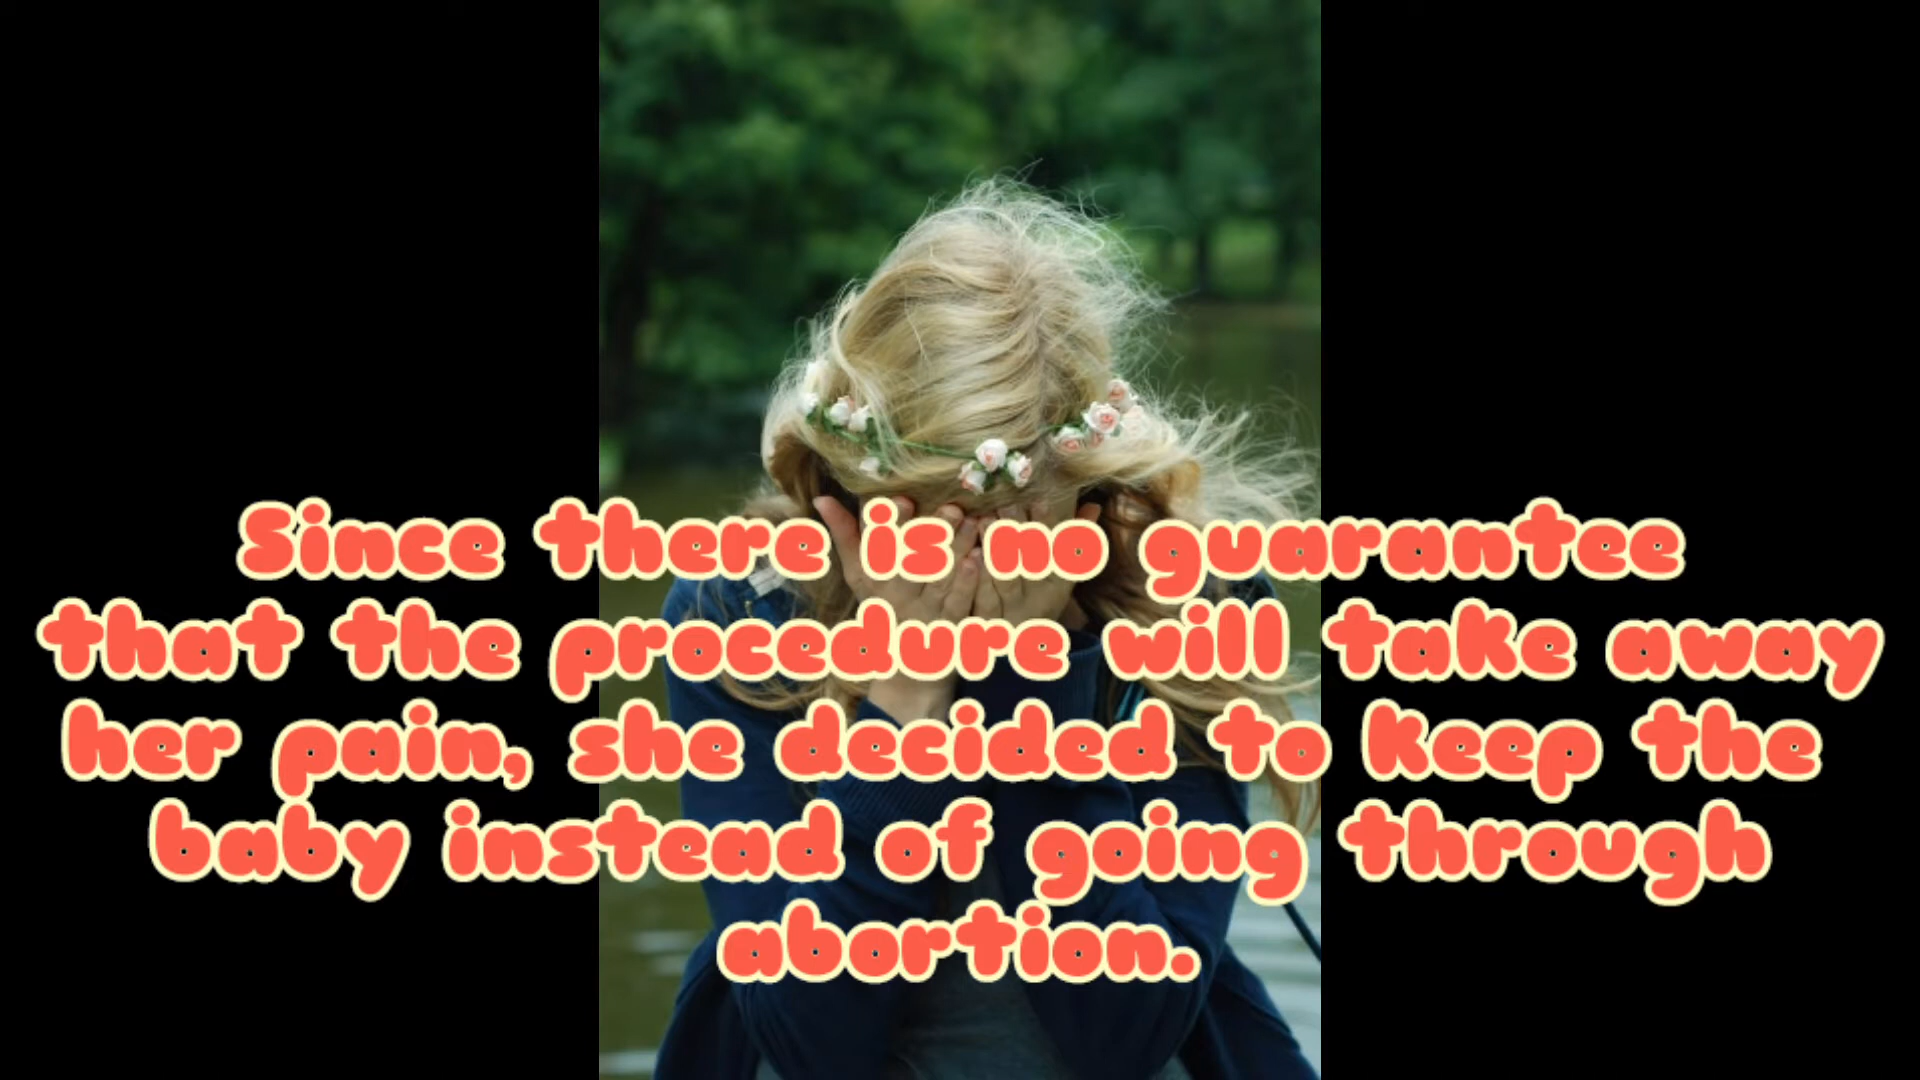 Since there is no guarantee
that the procedure will take away
her pain, she decided to keep the
baby instead of going through
abortion.